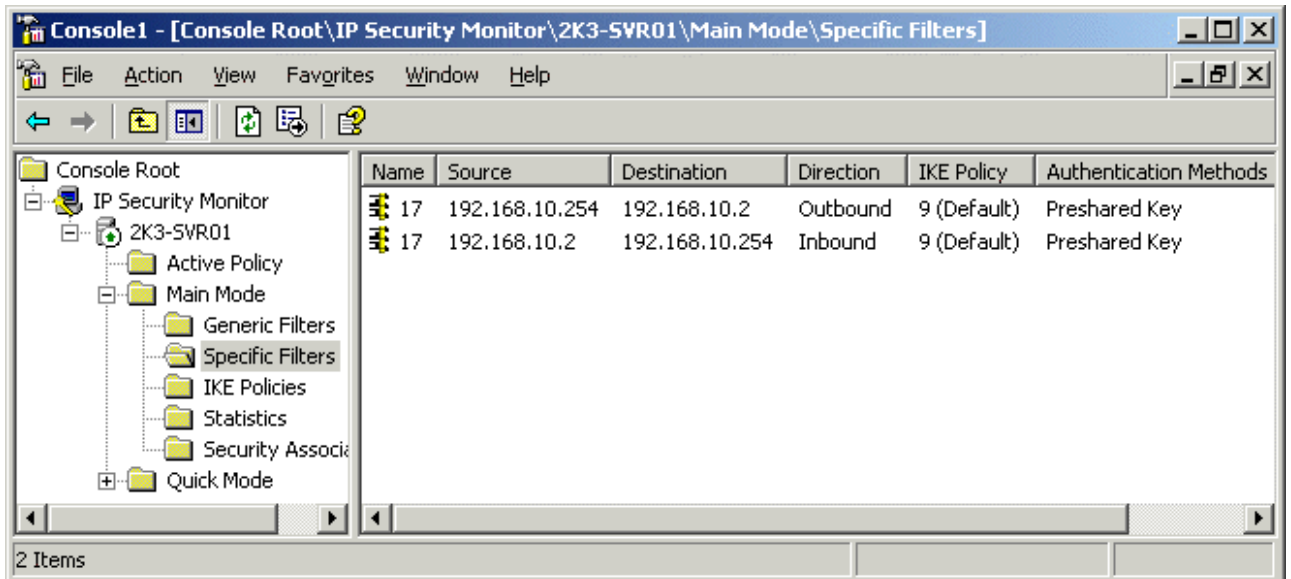 Console1 - [Console Root\IP Security Monitor\2K3-SVR01\Main Mode\Specific Filters]
File Action View Favorites Window Help
Console Root
IP Security Monitor
2K3-SVR01
Active Policy
Main Mode
Generic Filters
Specific Filters
IKE Policies
Statistics
Security Associa
Quick Mode
Name Source Destination Direction IKE Policy Authentication Methods
17 192.168.10.254 192.168.10.2 Outbound 9 (Default) Preshared Key
17 192.168.10.2 192.168.10.254 Inbound 9 (Default) Preshared Key
2 Items